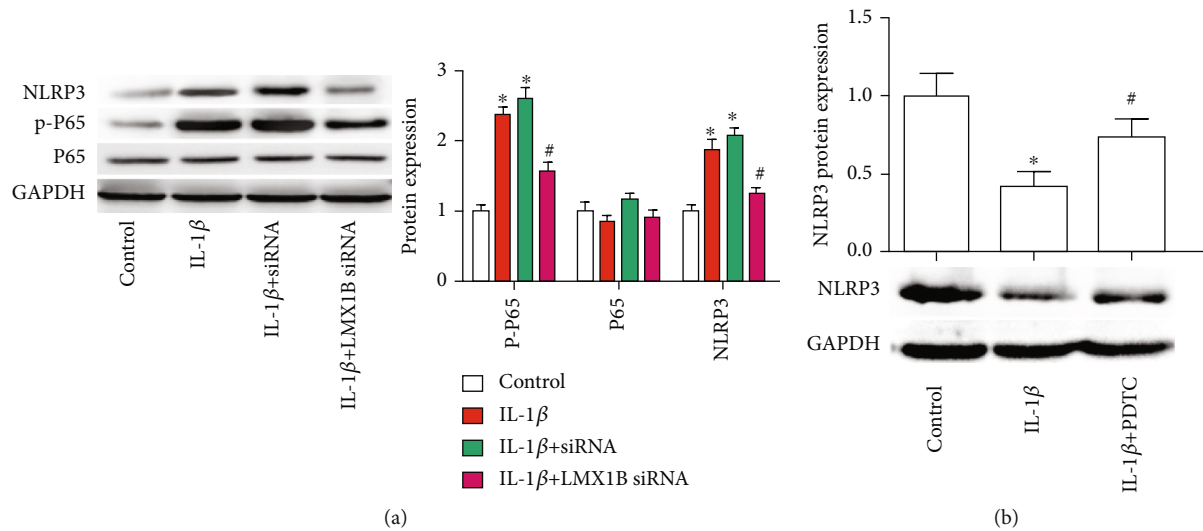 NLRP3
p-P65
P65
GAPDH
Control
IL-1β
IL-1β+siRNA
IL-1β+LMX1B siRNA
Protein expression
3
2
1
0
*
*
#
*
*
#
P-P65
P65
NLRP3
Control
IL-1β
IL-1β+siRNA
IL-1β+LMX1B siRNA
(a)
NLRP3 protein expression
1.5
1.0
0.5
0.0
*
#
NLRP3
GAPDH
Control
IL-1β
IL-1β+PDTC
(b)